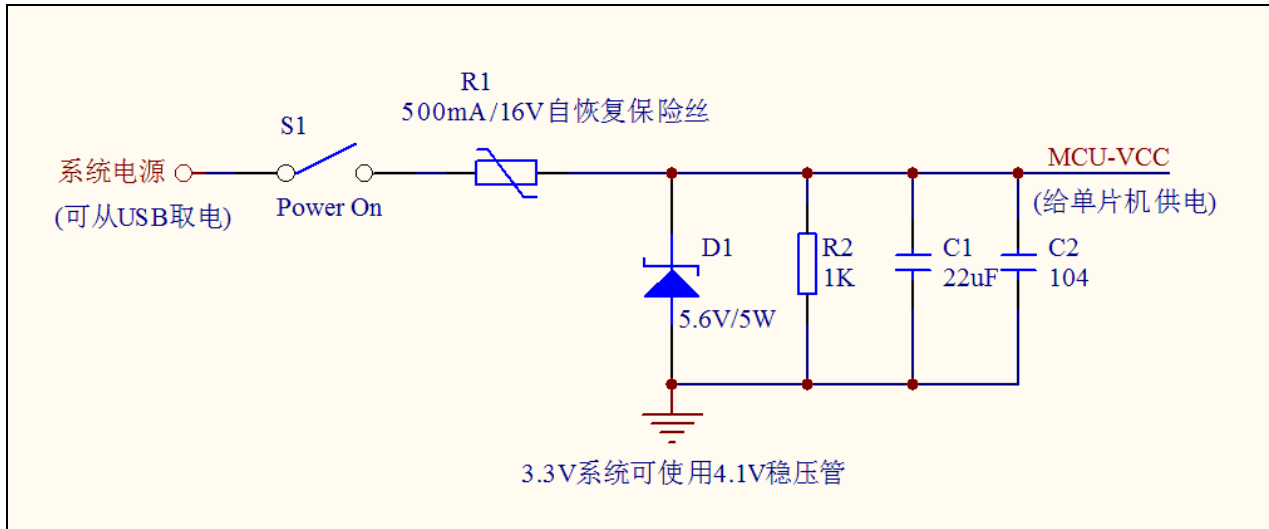 R1
500mA/16V自恢复保险丝
S1
系统电源
MCU-VCC
(可从USB取电)
Power On
(给单片机供电)
D1
R2
1K
C1
22uF
C2
104
5.6V/5W
3.3V系统可使用4.1V稳压管